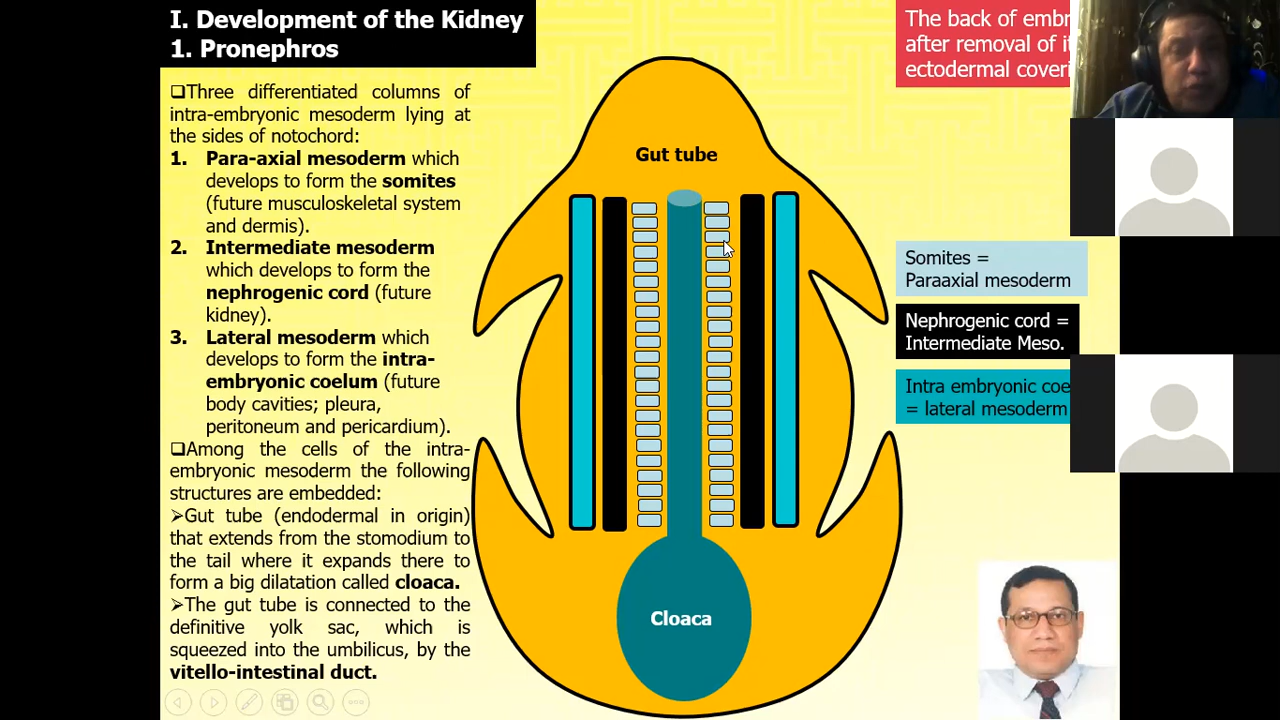 I. Development of the Kidney
1. Pronephros
❑Three differentiated columns of
intra-embryonic mesoderm lying at
the sides of notochord:
1. Para-axial mesoderm which
develops to form the somites
(future musculoskeletal system
and dermis).
2. Intermediate mesoderm
which develops to form the
nephrogenic cord (future
kidney).
3. Lateral mesoderm which
develops to form the intra-
embryonic coelum (future
body cavities; pleura,
peritoneum and pericardium).
❑Among the cells of the intra-
embryonic mesoderm the following
structures are embedded:
➢Gut tube (endodermal in origin)
that extends from the stomodium to
the tail where it expands there to
form a big dilatation called cloaca.
➢The gut tube is connected to the
definitive yolk sac, which is
squeezed into the umbilicus, by the
vitello-intestinal duct.
Gut tube
Cloaca
The back of embr
after removal of it
ectodermal coveri
Somites =
Paraaxial mesoderm
Nephrogenic cord =
Intermediate Meso.
Intra embryonic coe
= lateral mesoderm